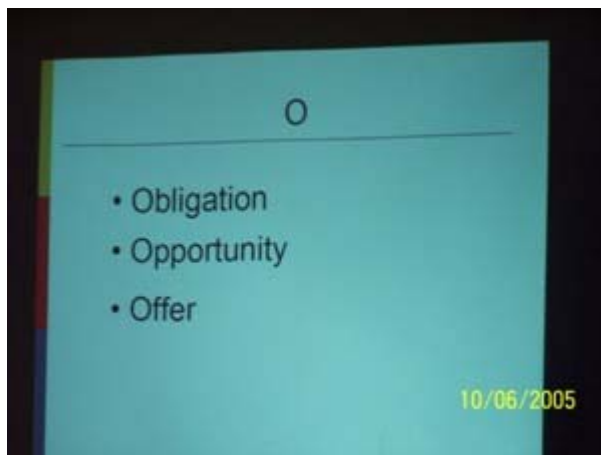 O
• Obligation
• Opportunity
• Offer
10/06/2005